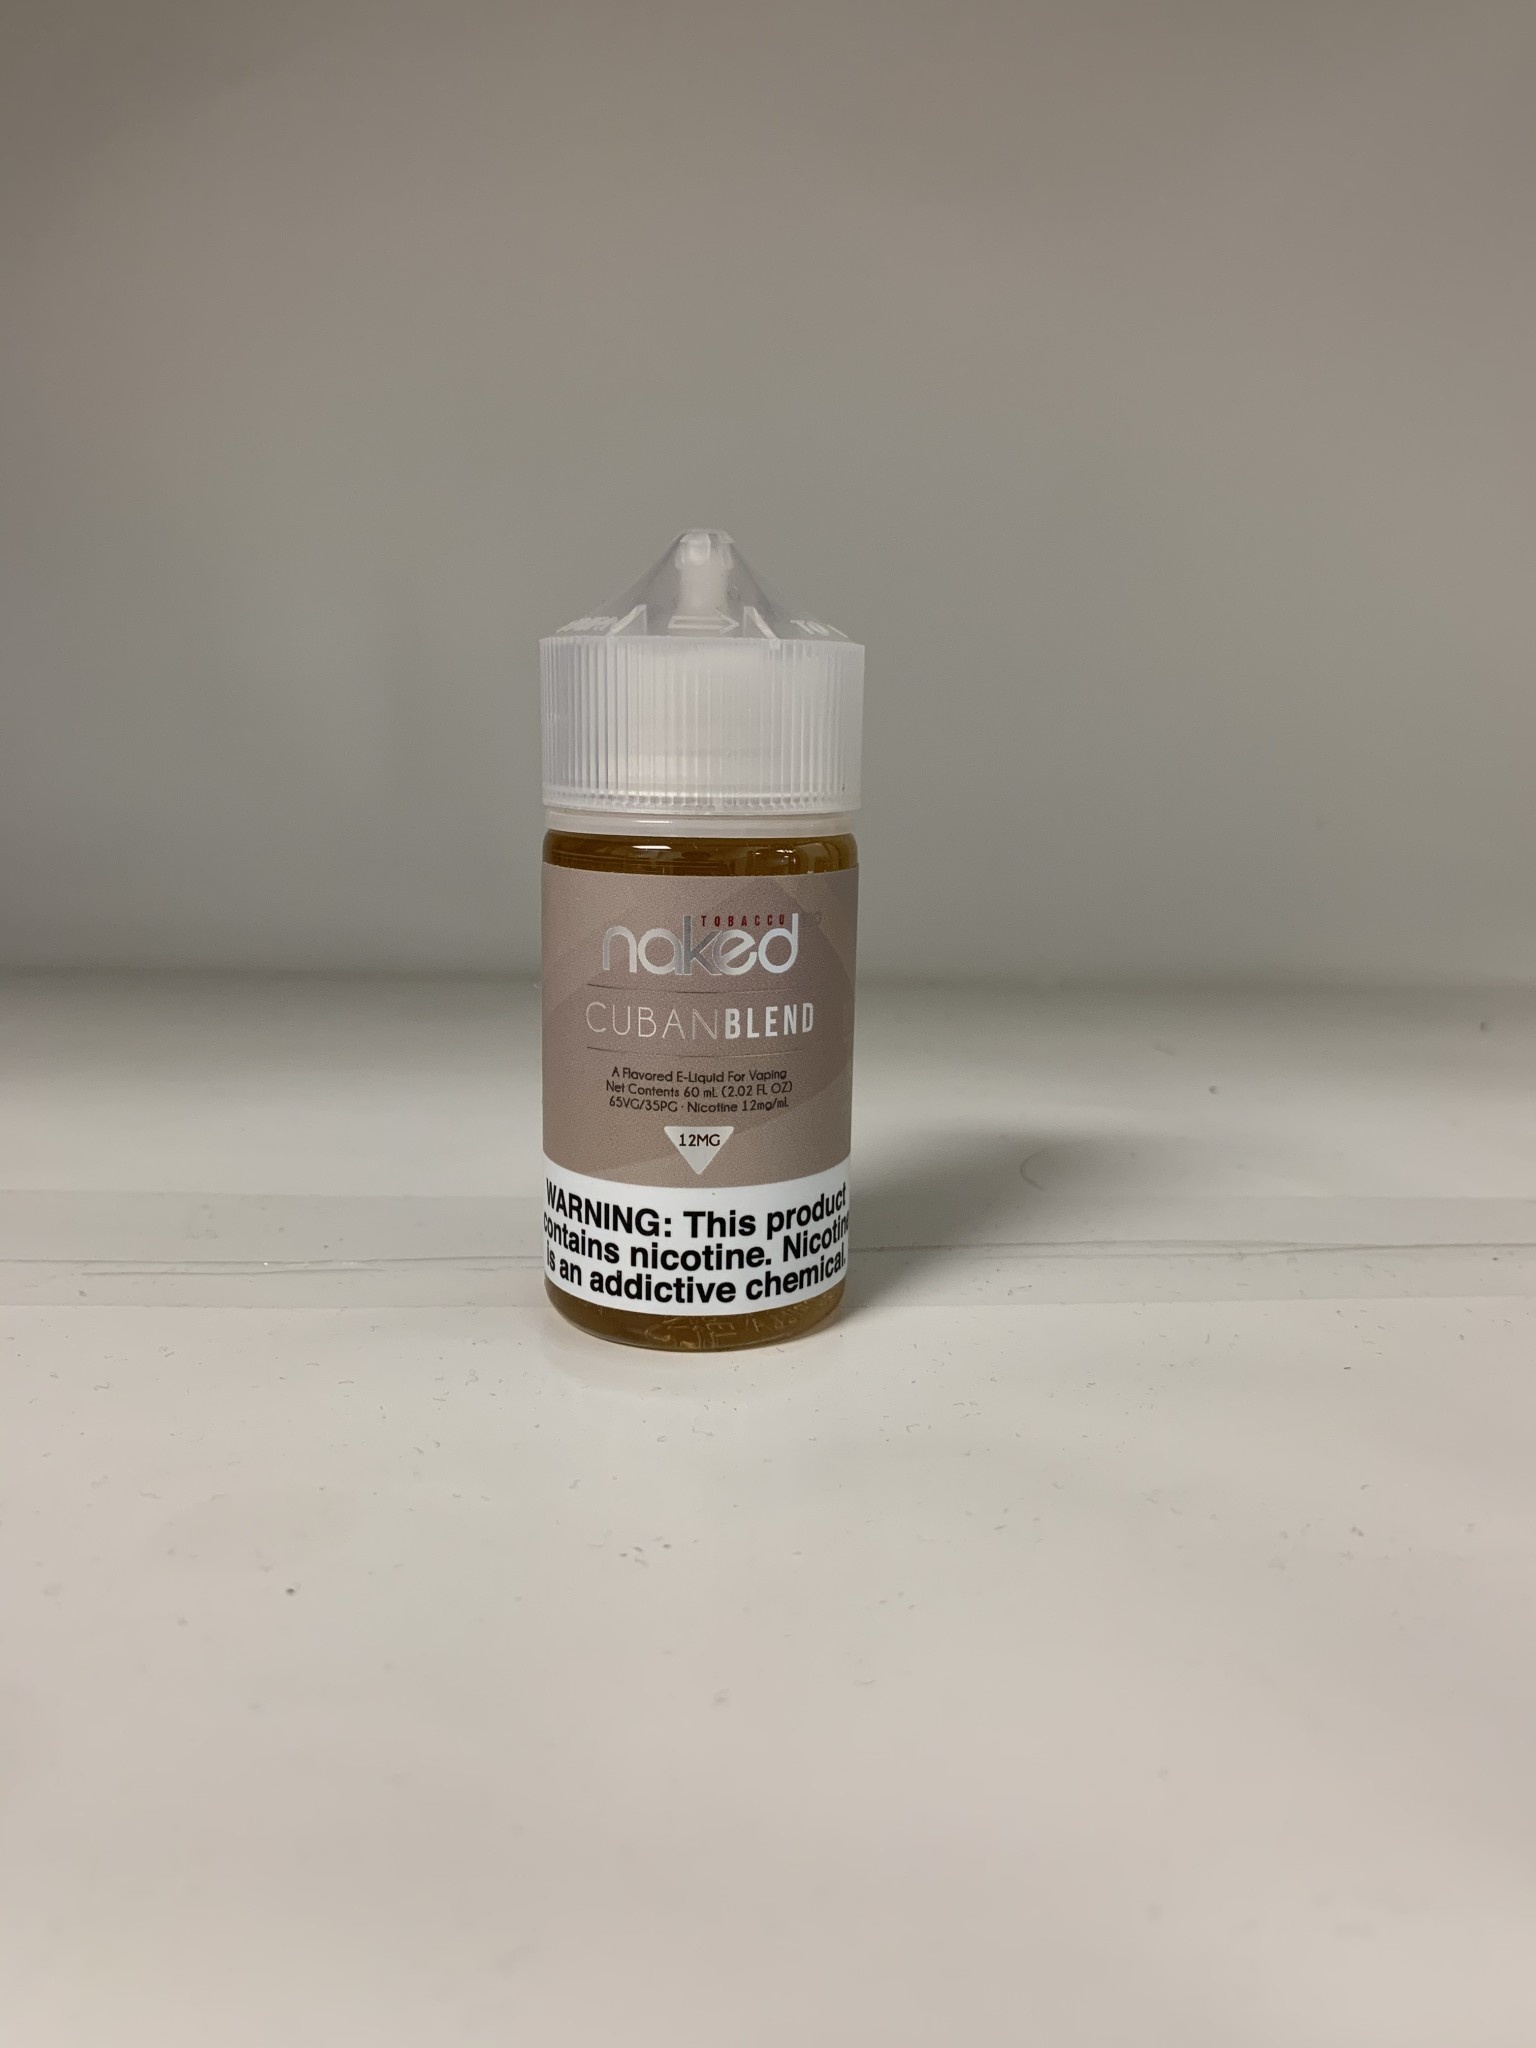 TOBACCO
naked
CUBANBLEND
A Flavored E-Liquid For Vaping
Net Contents 60 mL (2.02 FL OZ)
65VG/35PG · Nicotine 12mg/mL
12MG
WARNING: This product
contains nicotine. Nicotine
is an addictive chemical.